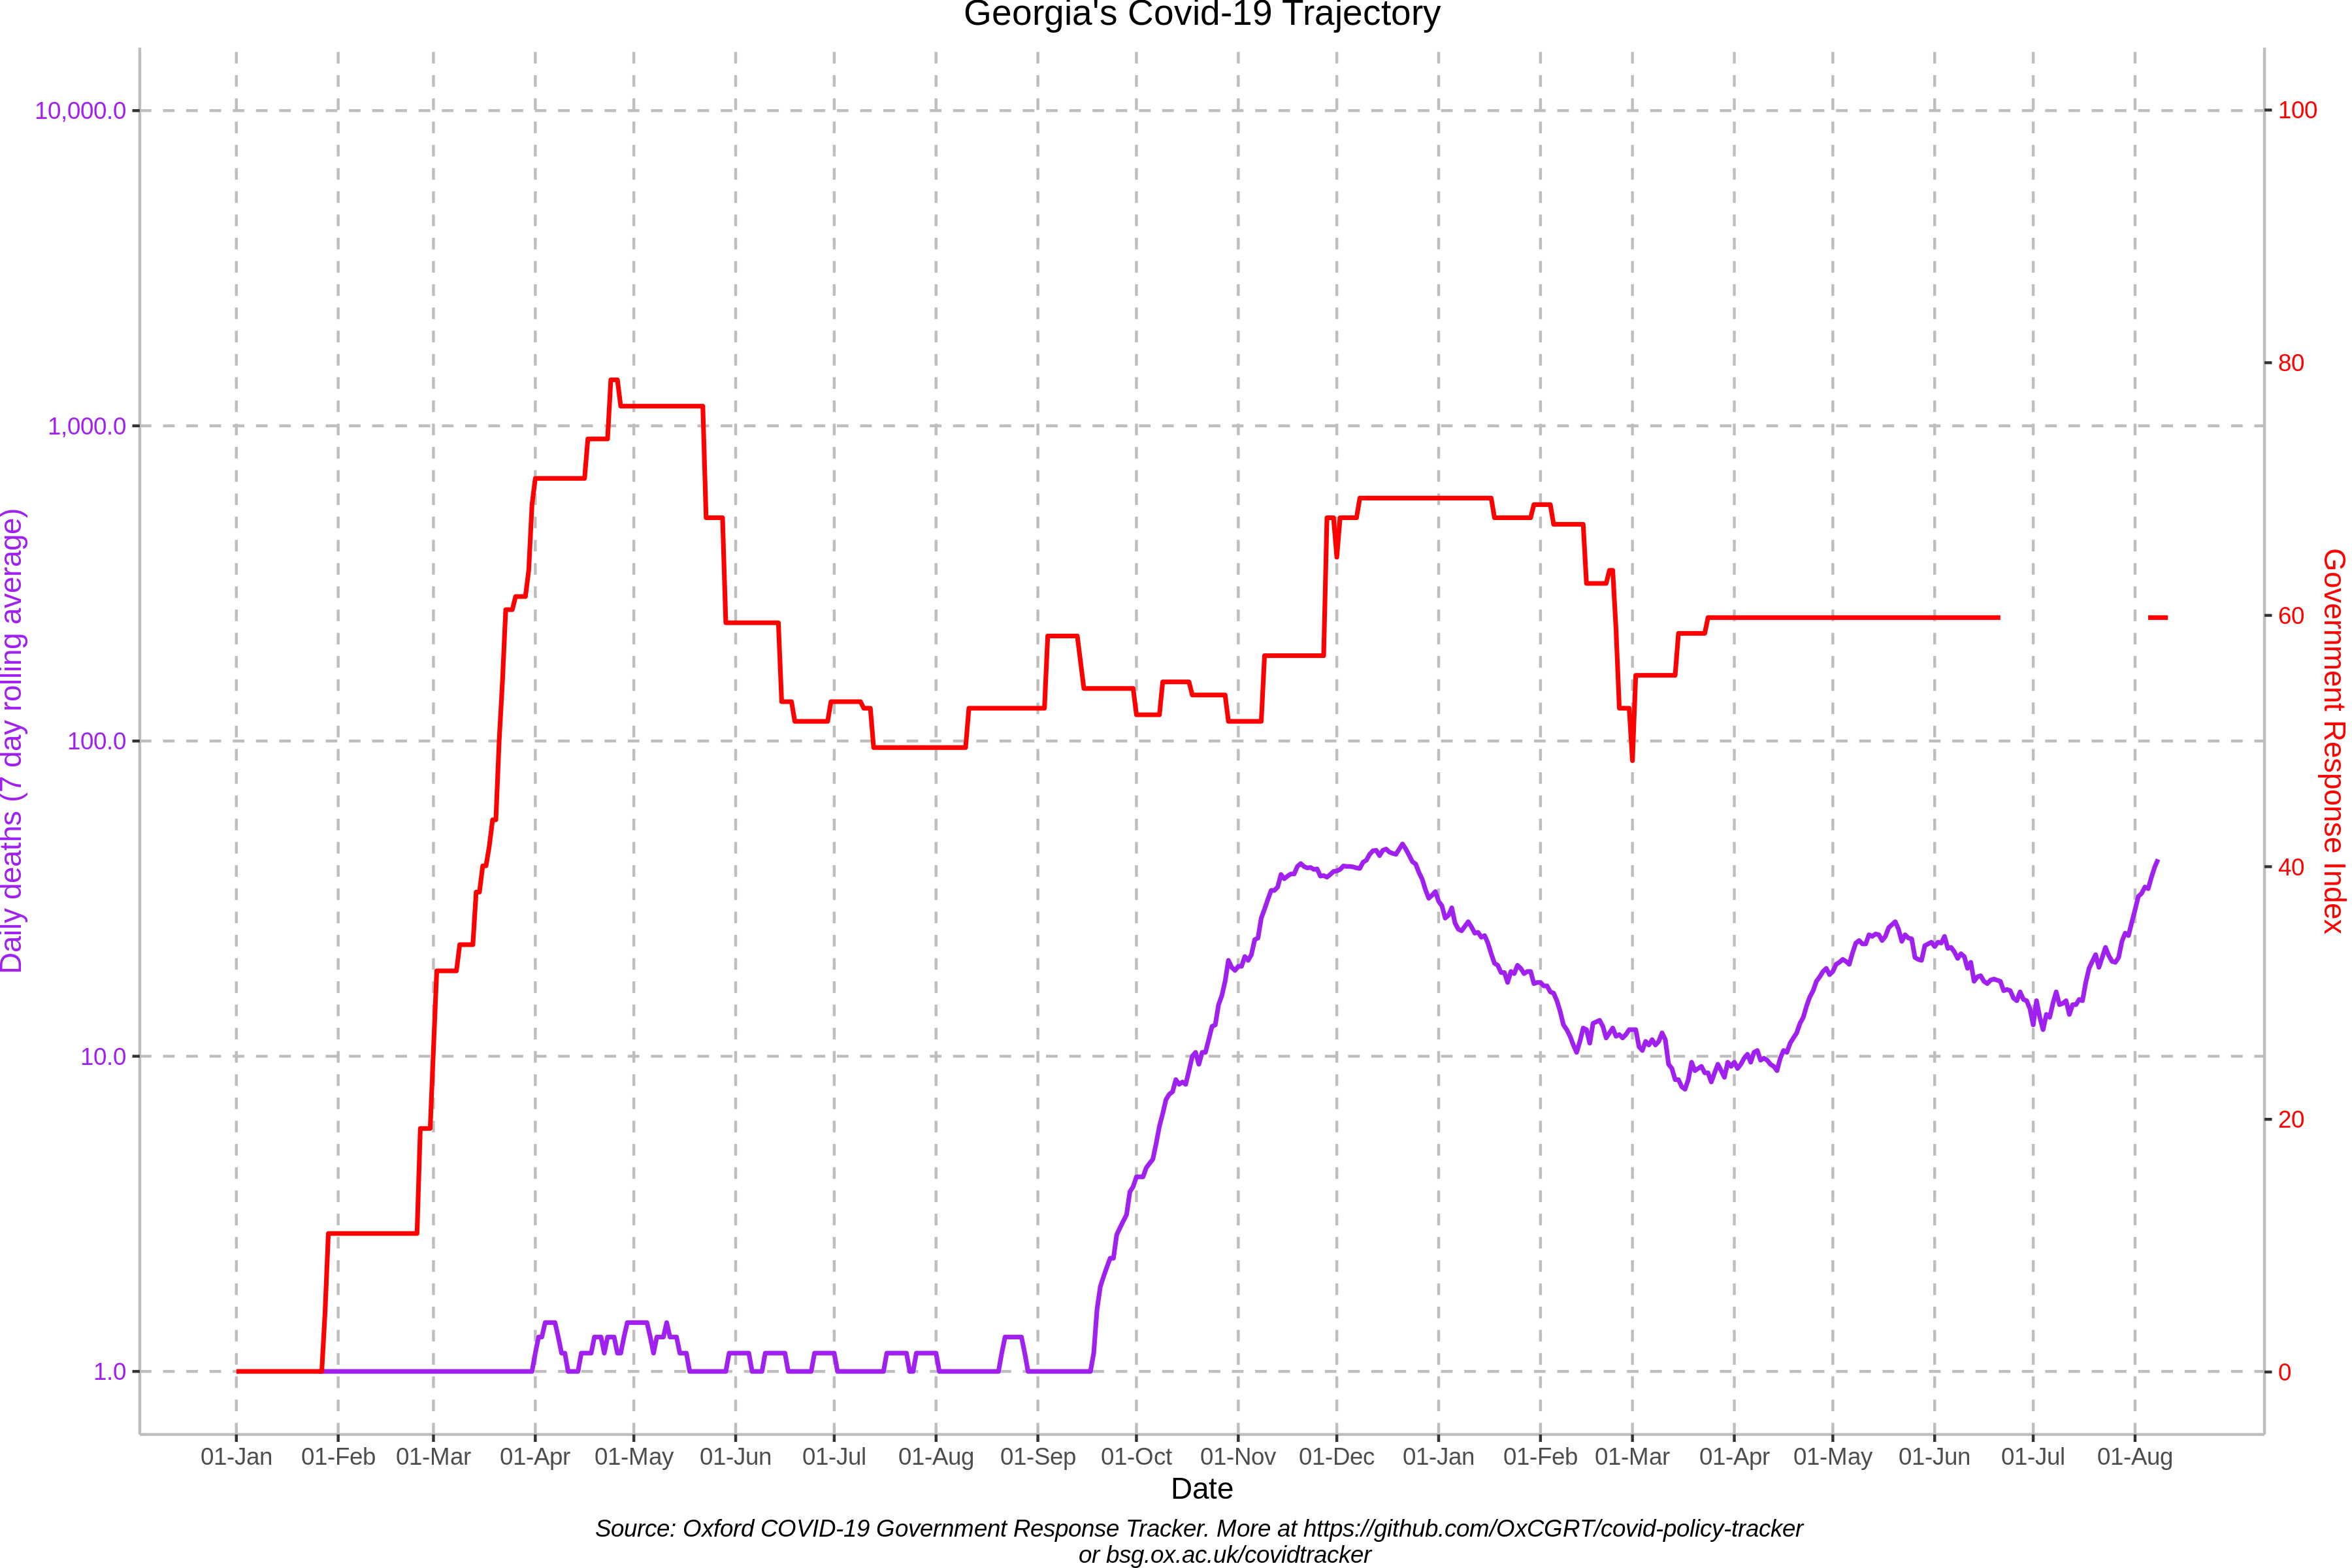 Georgia's Covid-19 Trajectory
10,000.0
1,000.0
100.0
10.0
1.0
Daily deaths (7 day rolling average)
100
80
60
40
20
0
Government Response Index
01-Jan 01-Feb 01-Mar 01-Apr 01-May 01-Jun 01-Jul 01-Aug 01-Sep 01-Oct 01-Nov 01-Dec 01-Jan 01-Feb 01-Mar 01-Apr 01-May 01-Jun 01-Jul 01-Aug
Date
Source: Oxford COVID-19 Government Response Tracker. More at https://github.com/OxCGRT/covid-policy-tracker
or bsg.ox.ac.uk/covidtracker